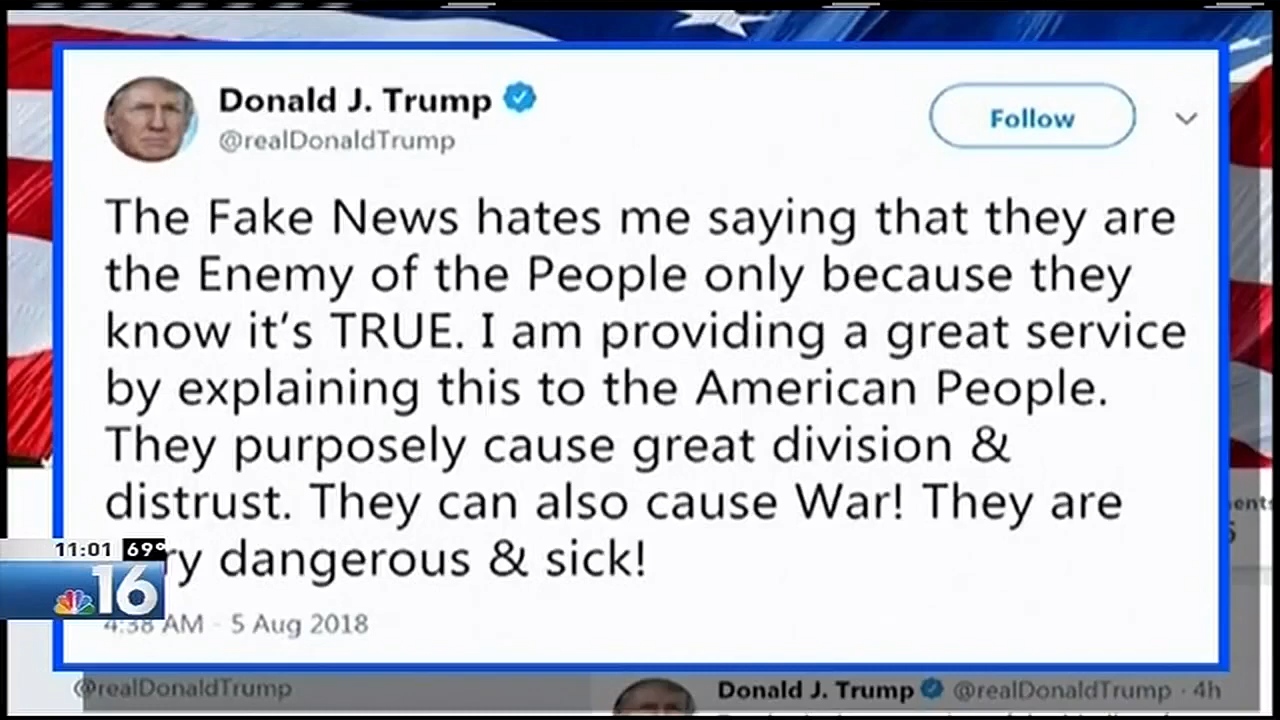 Donald J. Trump
@realDonaldTrump
Follow
The Fake News hates me saying that they are
the Enemy of the People only because they
know it's TRUE. I am providing a great service
by explaining this to the American People.
They purposely cause great division &
distrust. They can also cause War! They are
ry dangerous & sick!
11:01 69°
16
4:38 AM · 5 Aug 2018
@realDonaldTrump
Donald J. Trump @realDonaldTrump · 4h